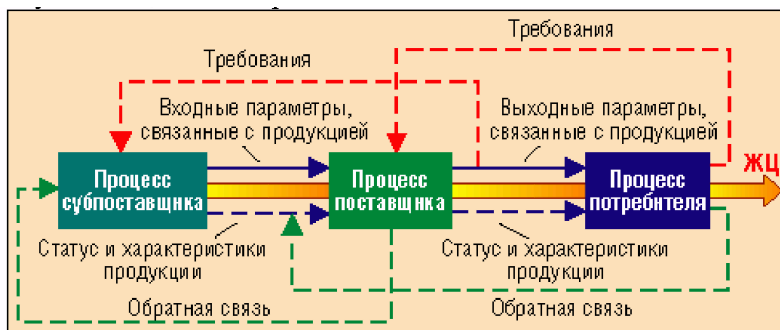 Требования
Требования
Входные параметры,
связанные с продукцией
Выходные параметры,
связанные с продукцией
ЖЦ
Процесс
субпоставщика
Процесс
поставщика
Процесс
потребителя
Статус и характеристики
продукции
Статус и характеристики
продукции
Обратная связь
Обратная связь